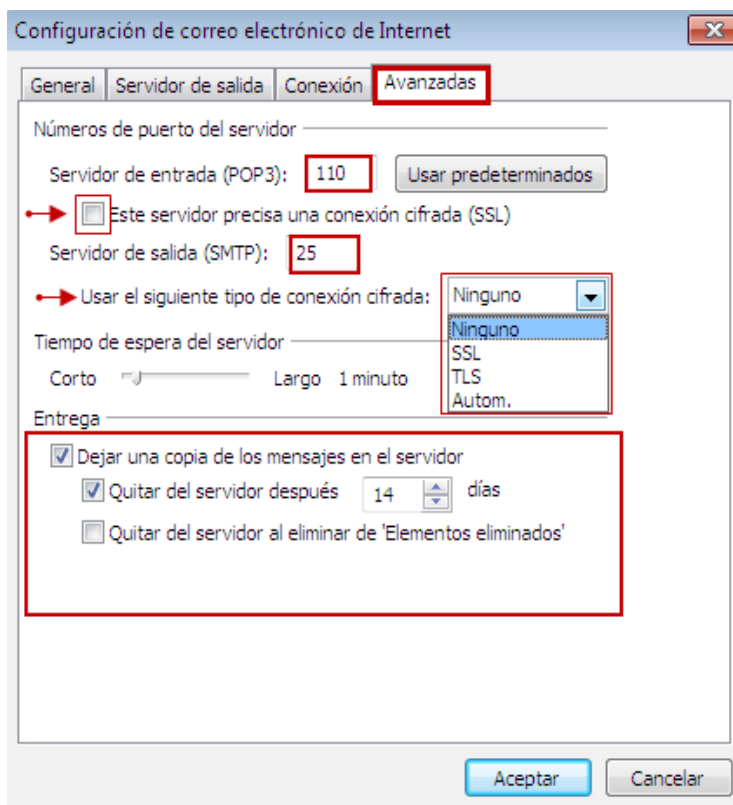 Configuración de correo electrónico de Internet
General Servidor de salida Conexión Avanzadas
Números de puerto del servidor
Servidor de entrada (POP3): 110 Usar predeterminados
Este servidor precisa una conexión cifrada (SSL)
Servidor de salida (SMTP): 25
Usar el siguiente tipo de conexión cifrada: Ninguno
Ninguno
SSL
TLS
Autom.
Tiempo de espera del servidor
Corto Largo 1 minuto
Entrega
Dejar una copia de los mensajes en el servidor
Quitar del servidor después 14 días
Quitar del servidor al eliminar de 'Elementos eliminados'
Aceptar Cancelar